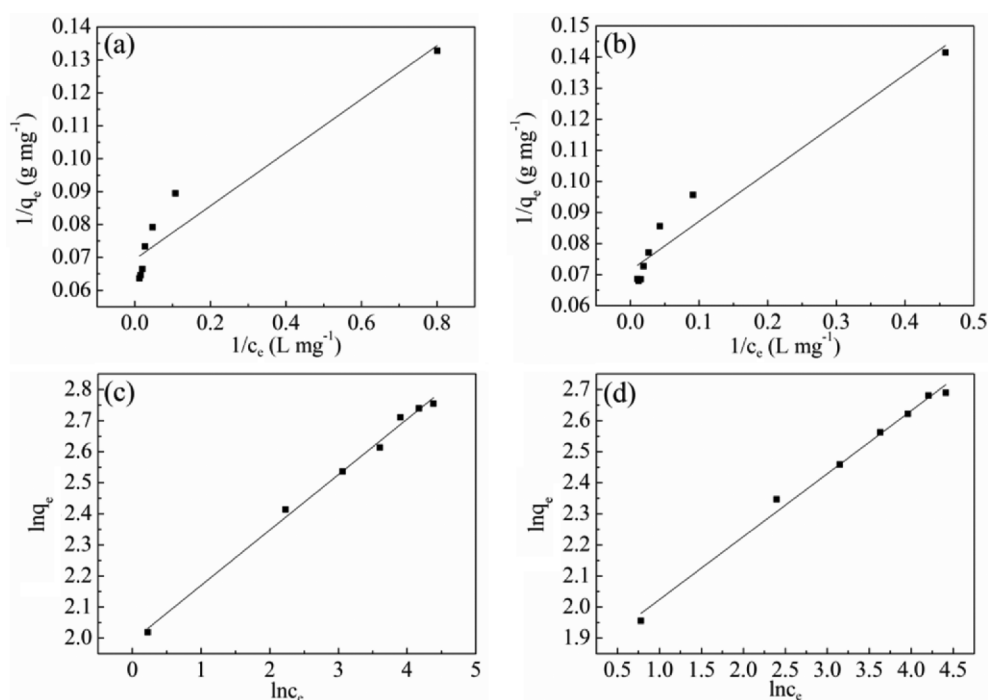 (a)
0.14
0.13
0.12
0.11
0.10
0.09
0.08
0.07
0.06
1/qₑ (g mg⁻¹)
0.0 0.2 0.4 0.6 0.8
1/cₑ (L mg⁻¹)
(b)
0.15
0.14
0.13
0.12
0.11
0.10
0.09
0.08
0.07
0.06
1/qₑ (g mg⁻¹)
0.0 0.1 0.2 0.3 0.4 0.5
1/cₑ (L mg⁻¹)
(c)
2.8
2.7
2.6
2.5
2.4
2.3
2.2
2.1
2.0
lnqₑ
0 1 2 3 4 5
lncₑ
(d)
2.7
2.6
2.5
2.4
2.3
2.2
2.1
2.0
1.9
lnqₑ
0.5 1.0 1.5 2.0 2.5 3.0 3.5 4.0 4.5
lncₑ